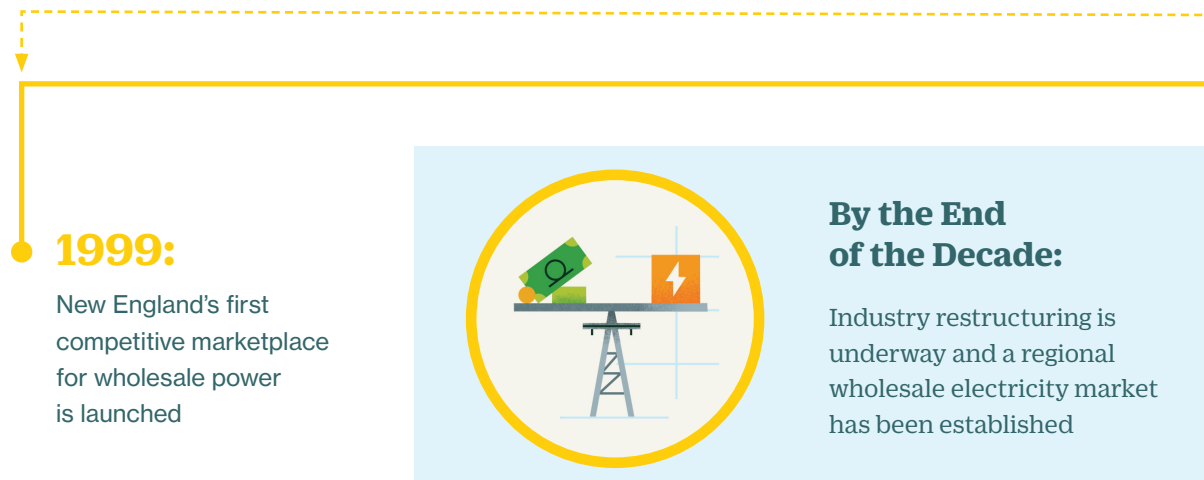 1999:
New England’s first
competitive marketplace
for wholesale power
is launched
By the End
of the Decade:
Industry restructuring is
underway and a regional
wholesale electricity market
has been established